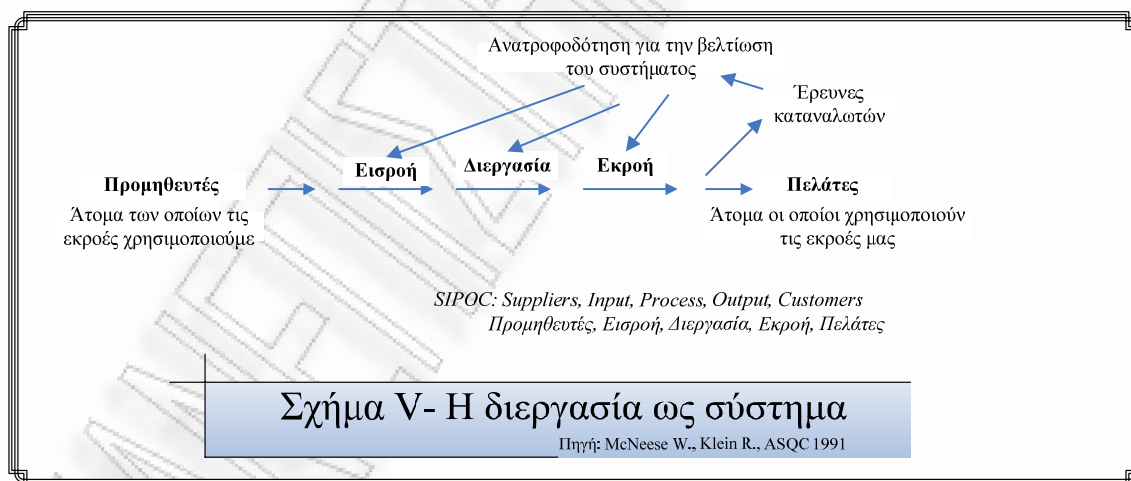 Ανατροφοδότηση για την βελτίωση
του συστήματος
Έρευνες
καταναλωτών
Εισροή
Διεργασία
Εκροή
Προμηθευτές
Πελάτες
Άτομα των οποίων τις
εκροές χρησιμοποιούμε
Άτομα οι οποίοι χρησιμοποιούν
τις εκροές μας
SIPOC: Suppliers, Input, Process, Output, Customers
Προμηθευτές, Εισροή, Διεργασία, Εκροή, Πελάτες
Σχήμα V- Η διεργασία ως σύστημα
Πηγή: McNeese W., Klein R., ASQC 1991